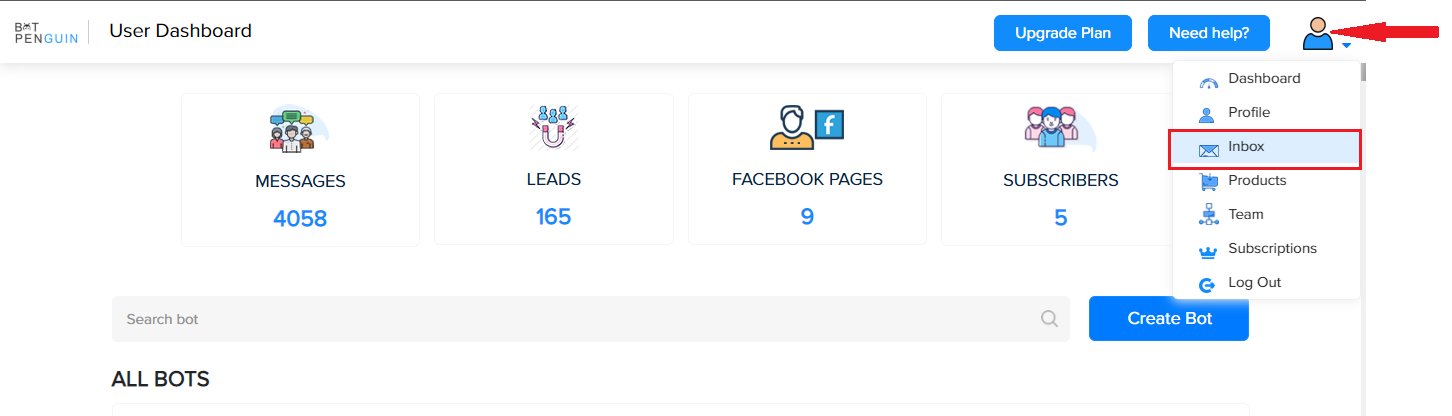 BOT
PENGUIN
User Dashboard
Upgrade Plan
Need help?
Dashboard
Profile
Inbox
Products
Team
Subscriptions
Log Out
MESSAGES
4058
LEADS
165
FACEBOOK PAGES
9
SUBSCRIBERS
5
Search bot
Create Bot
ALL BOTS